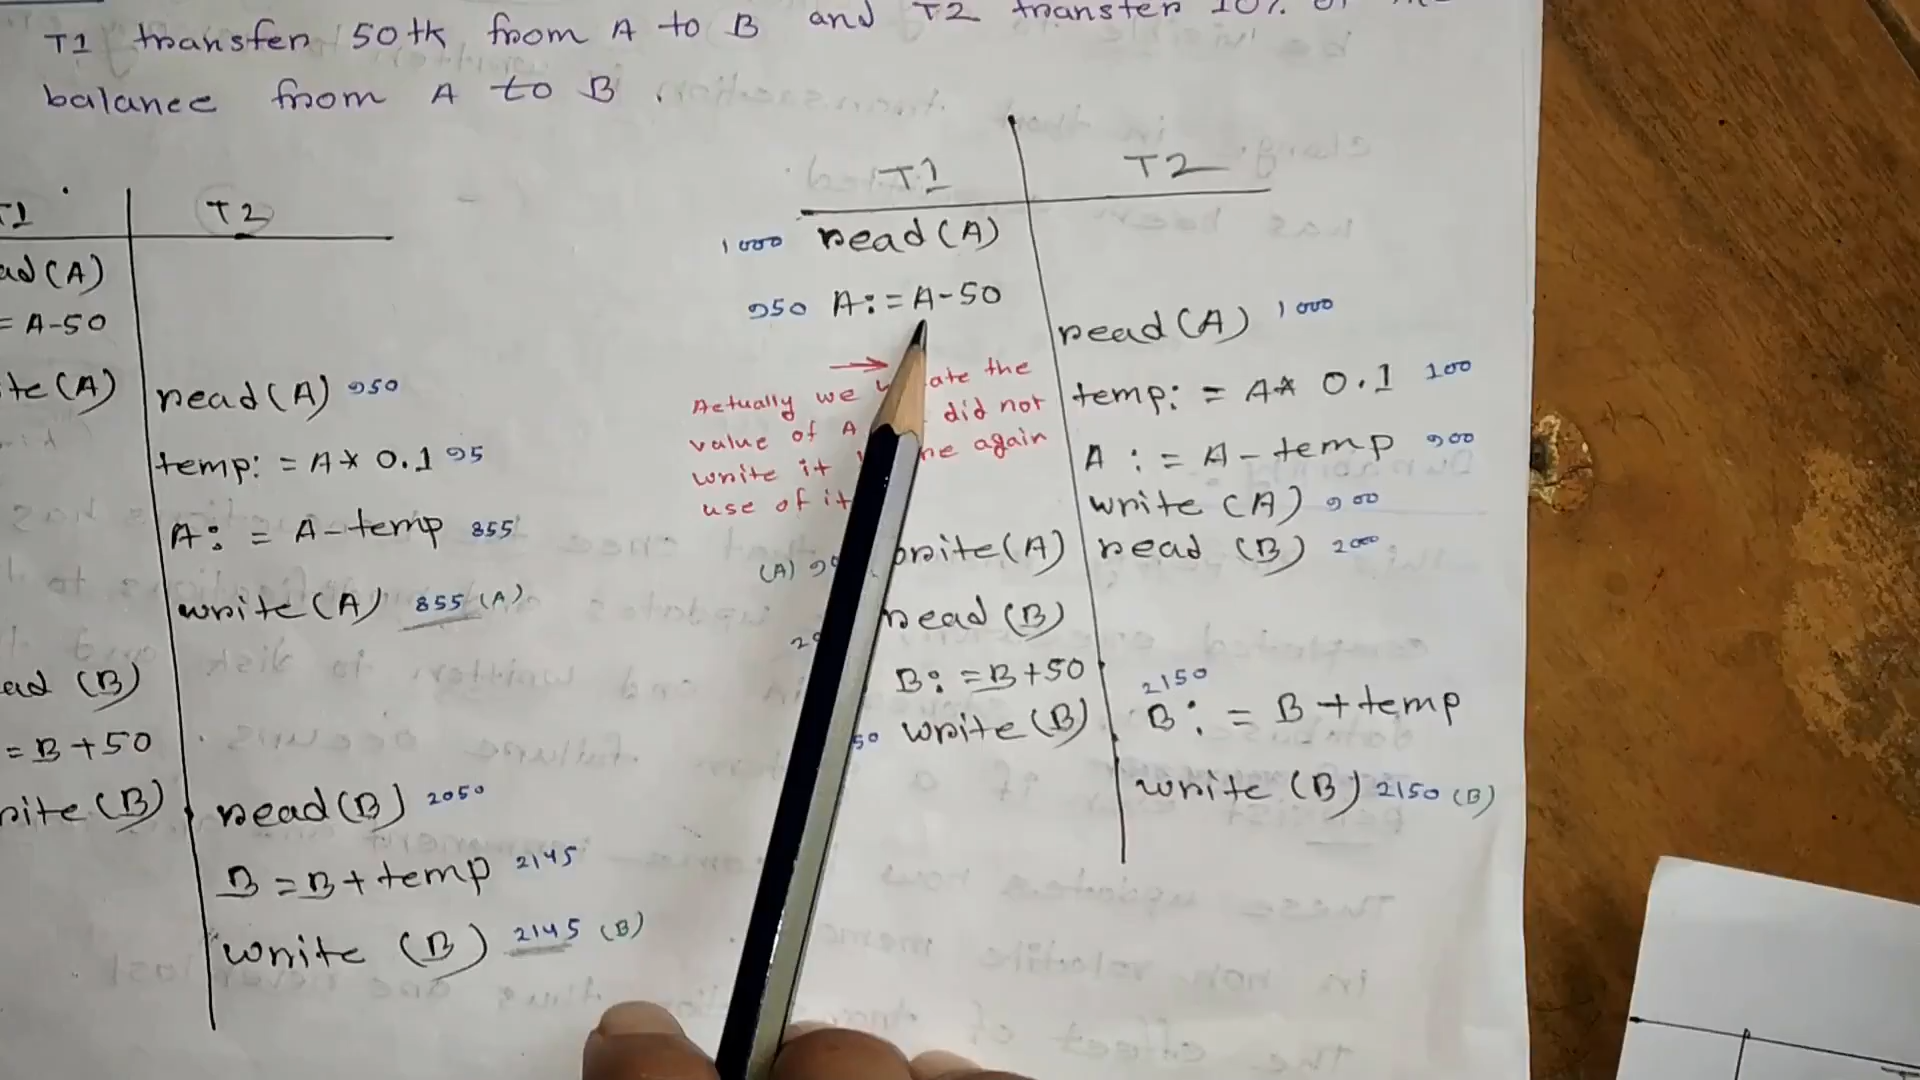 T1 transfer 50tk from A to B and T2 transfer 10% of
balance from A to B.
T1 T2
ad(A)
= A-50
te(A) read(A) 950
temp: = A* 0.1 95
A: = A-temp 855
write(A) 855 (A)
ad (B)
= B+50
rite(B) read(B) 2050
B = B+temp 2145
write (B) 2145 (B)
T1 T2
1000 read(A)
950 A:=A-50
read(A) 1000
temp: = A* 0.1 100
A := A-temp 900
write (A) 900
Actually we ate the
value of A did not
write it again
use of it
(A) write(A) read (B) 2000
read (B)
B: =B+50
50 write(B)
2150
B: = B+temp
write (B) 2150 (B)